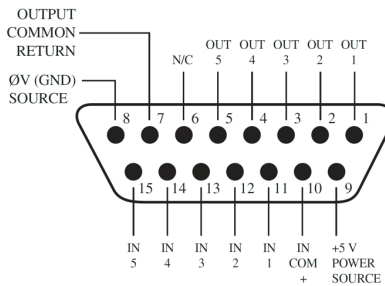 OUTPUT
COMMON
RETURN
ØV (GND)
SOURCE
N/C
OUT
5
OUT
4
OUT
3
OUT
2
OUT
1
8 7 6 5 4 3 2 1
15 14 13 12 11 10 9
IN
5
IN
4
IN
3
IN
2
IN
1
IN
COM
+
+5 V
POWER
SOURCE